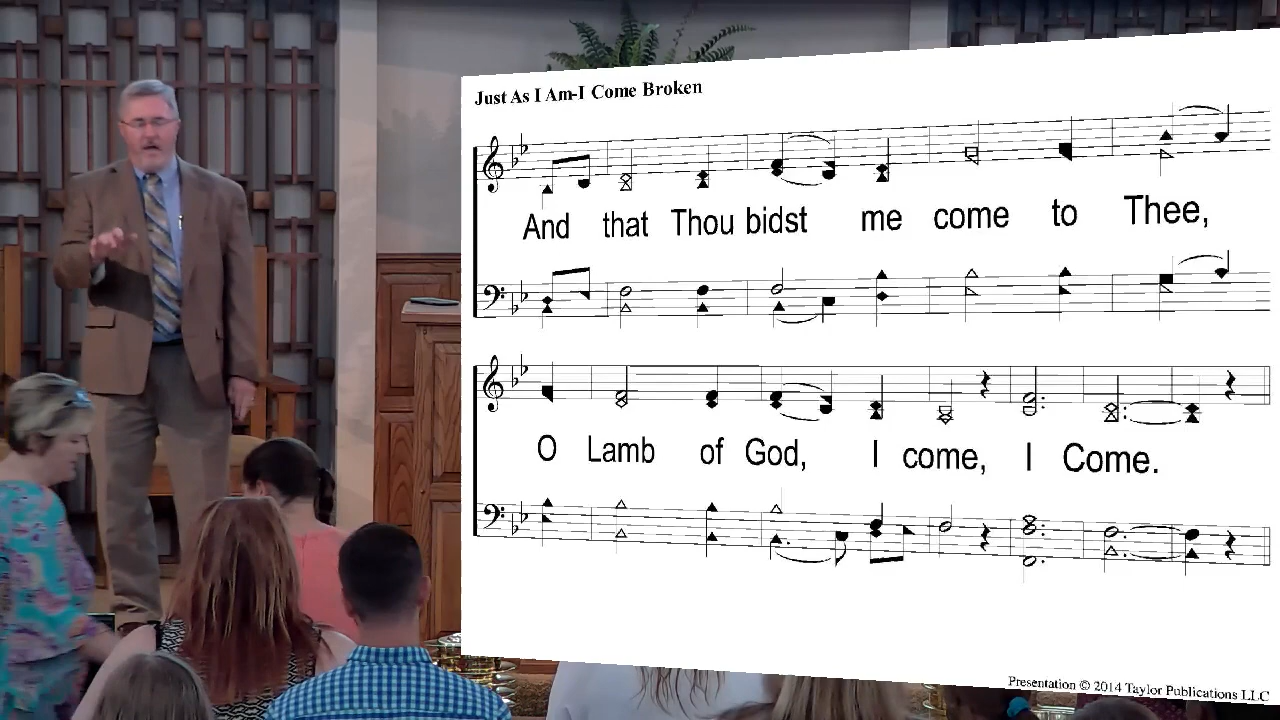 Just As I Am-I Come Broken
And that Thou bidst me come to Thee,
O Lamb of God, I come, I Come.
Presentation © 2014 Taylor Publications LLC